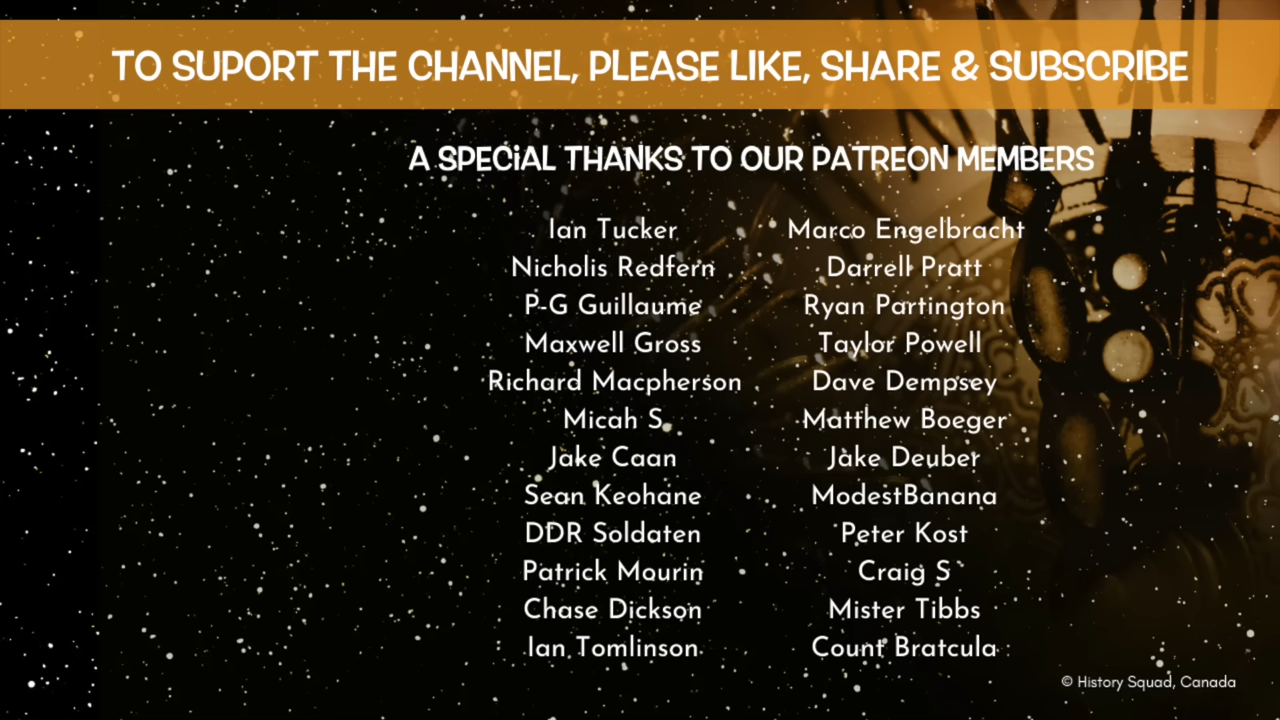 TO SUPORT THE CHANNEL, PLEASE LIKE, SHARE & SUBSCRIBE
A SPECiAL THANKS TO OUR PATREON MEMBERS
Ian Tucker
Nicholis Redfern
P-G Guillaume
Maxwell Gross
Richard Macpherson
Micah S.
Jake Caan
Sean Keohane
DDR Soldaten
Patrick Mourin
Chase Dickson
Ian Tomlinson
Marco Engelbracht
Darrell Pratt
Ryan Partington
Taylor Powell
Dave Dempsey
Matthew Boeger
Jake Deuber
ModestBanana
Peter Kost
Craig S
Mister Tibbs
Count Bratcula
© History Squad, Canada